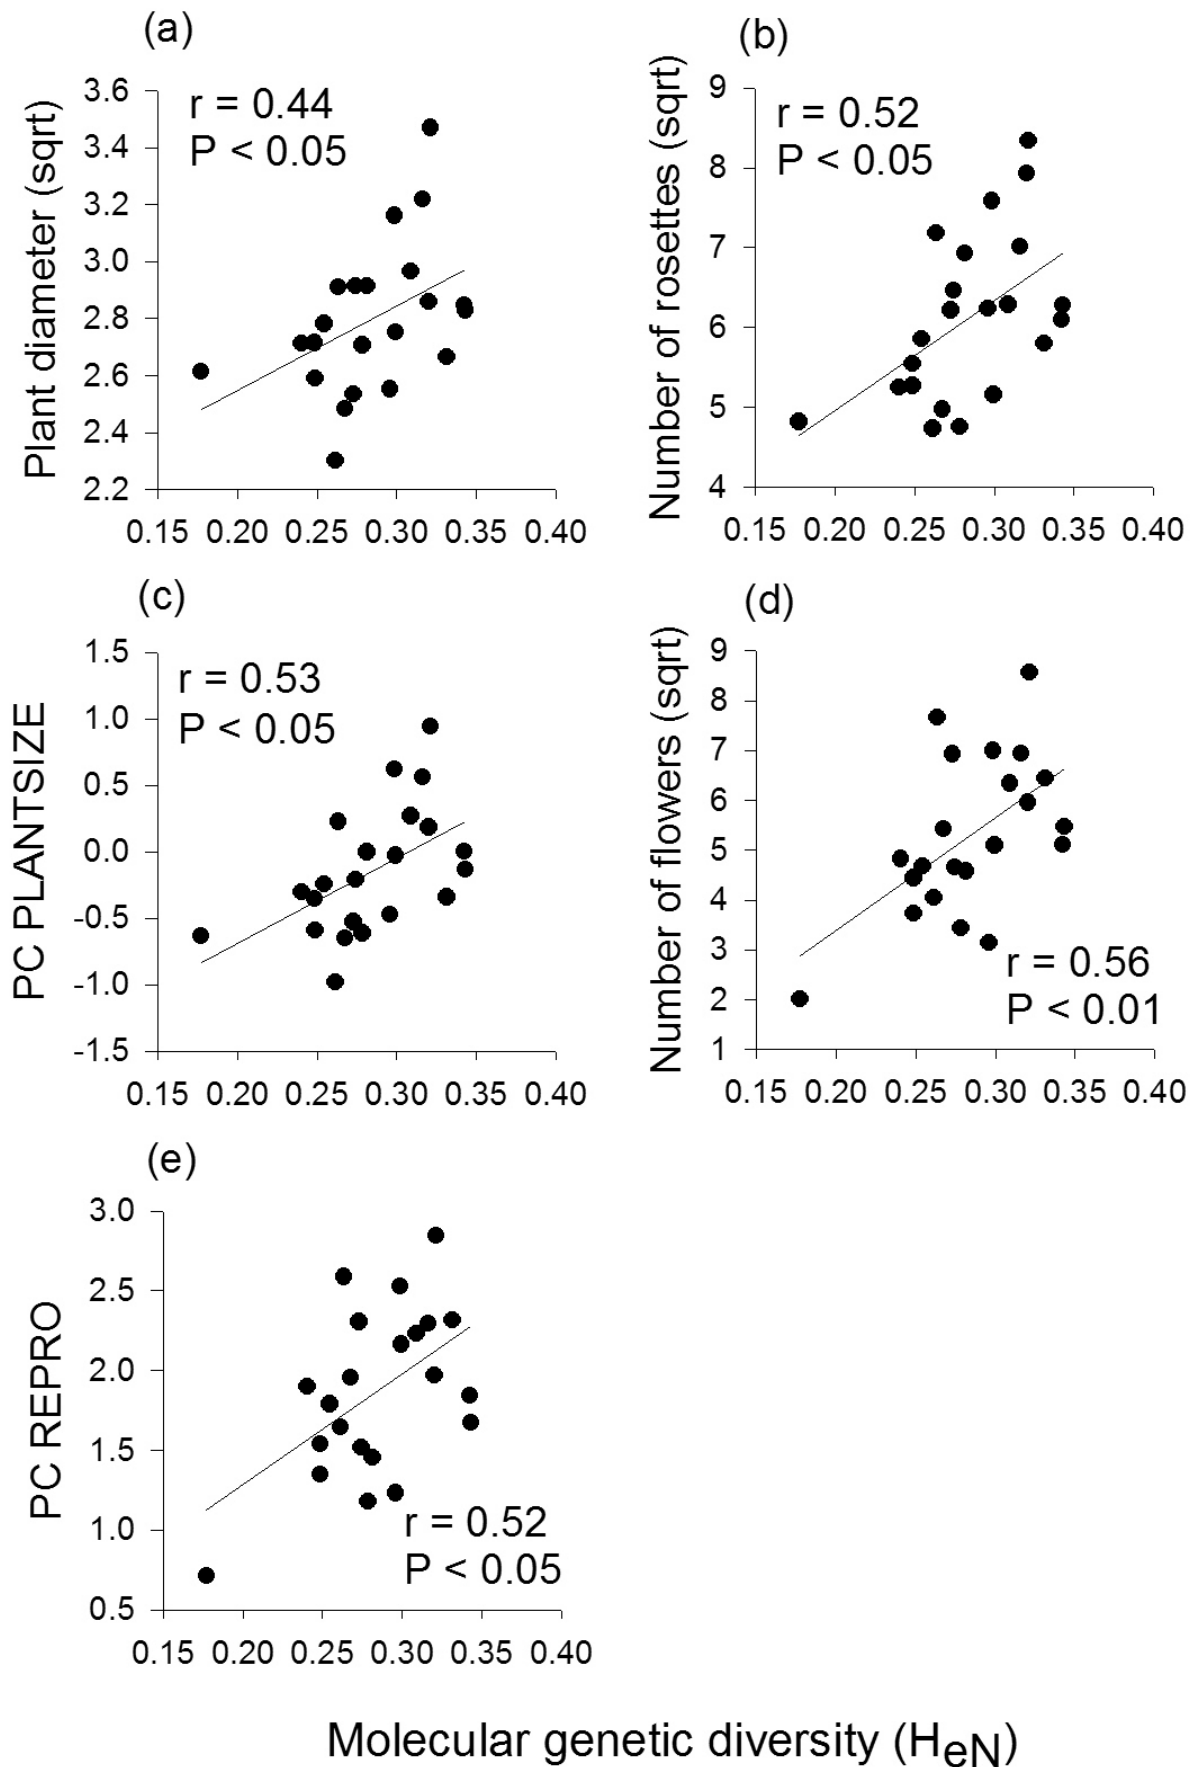 (a)
r = 0.44
P < 0.05
Plant diameter (sqrt)
3.6
3.4
3.2
3.0
2.8
2.6
2.4
2.2
0.15 0.20 0.25 0.30 0.35 0.40
(b)
r = 0.52
P < 0.05
Number of rosettes (sqrt)
9
8
7
6
5
4
0.15 0.20 0.25 0.30 0.35 0.40
(c)
r = 0.53
P < 0.05
PC PLANTSIZE
1.5
1.0
0.5
0.0
-0.5
-1.0
-1.5
0.15 0.20 0.25 0.30 0.35 0.40
(d)
Number of flowers (sqrt)
9
8
7
6
5
4
3
2
1
r = 0.56
P < 0.01
0.15 0.20 0.25 0.30 0.35 0.40
(e)
PC REPRO
3.0
2.5
2.0
1.5
1.0
0.5
r = 0.52
P < 0.05
0.15 0.20 0.25 0.30 0.35 0.40
Molecular genetic diversity (HeN)